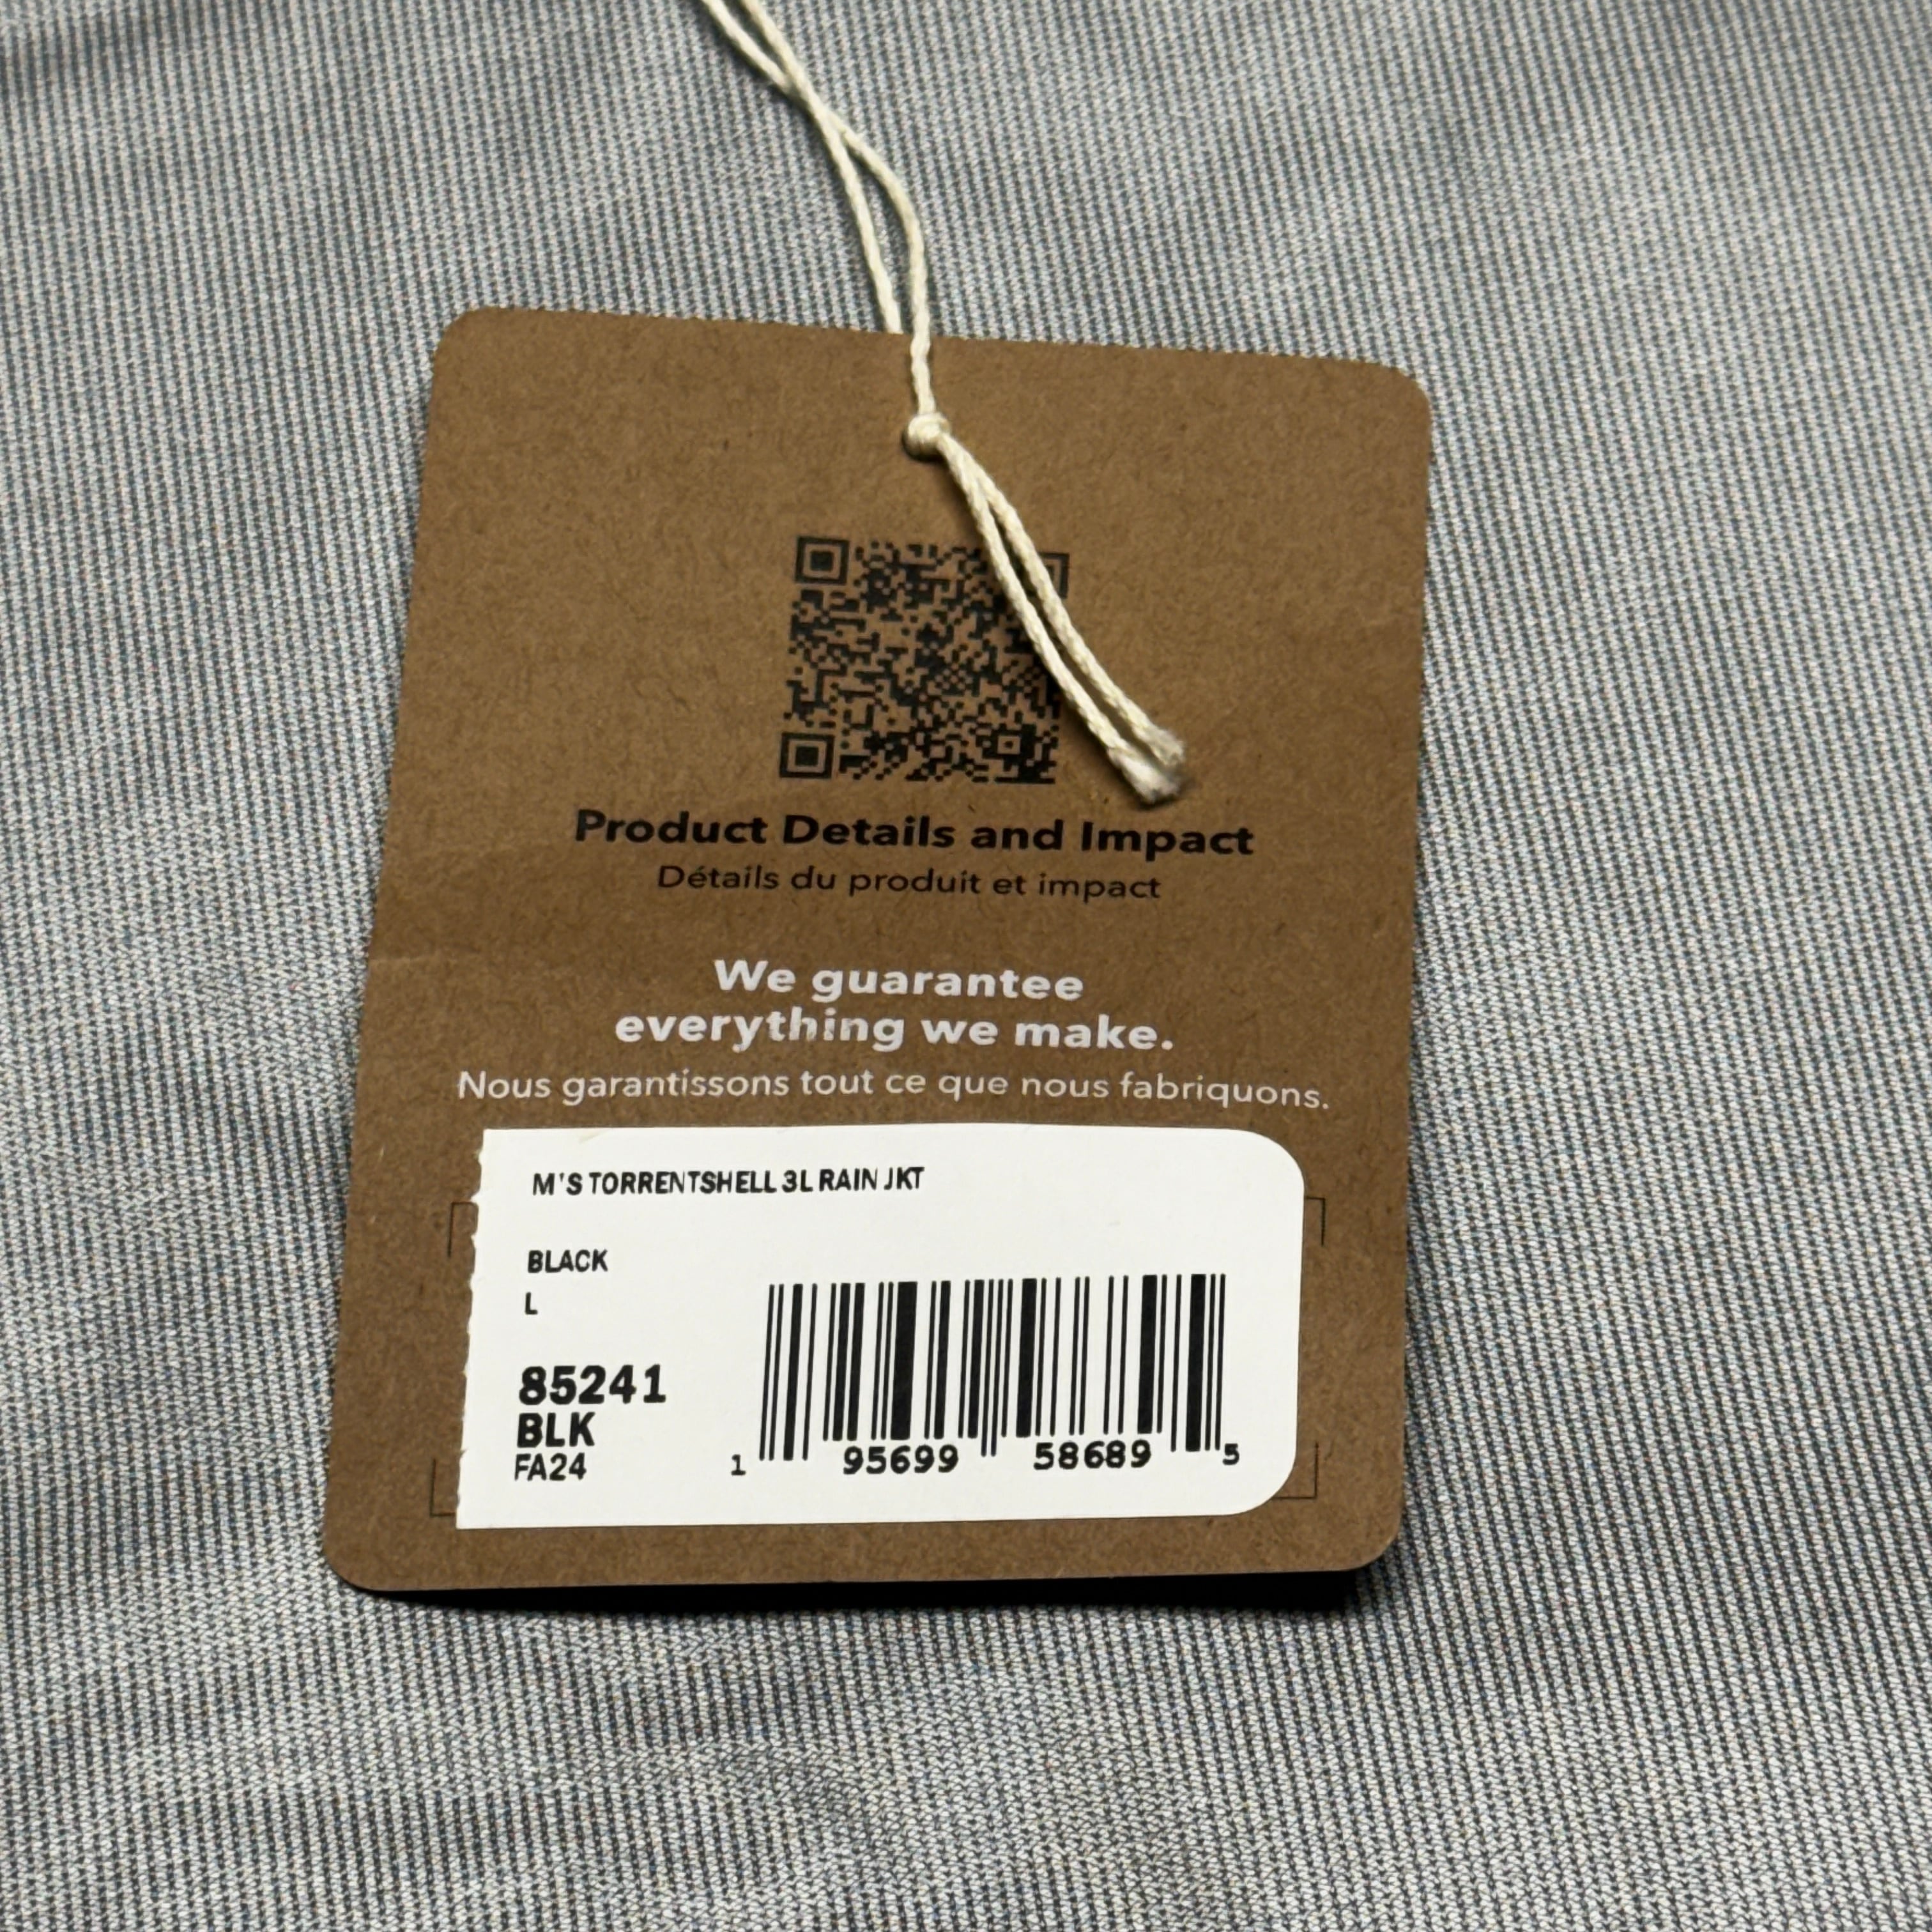 Product Details and Impact
Détails du produit et impact
We guarantee
everything we make.
Nous garantissons tout ce que nous fabriquons.
M'S TORRENTSHELL 3L RAIN JKT
BLACK
L
85241
BLK
FA24
1 95699 58689 5